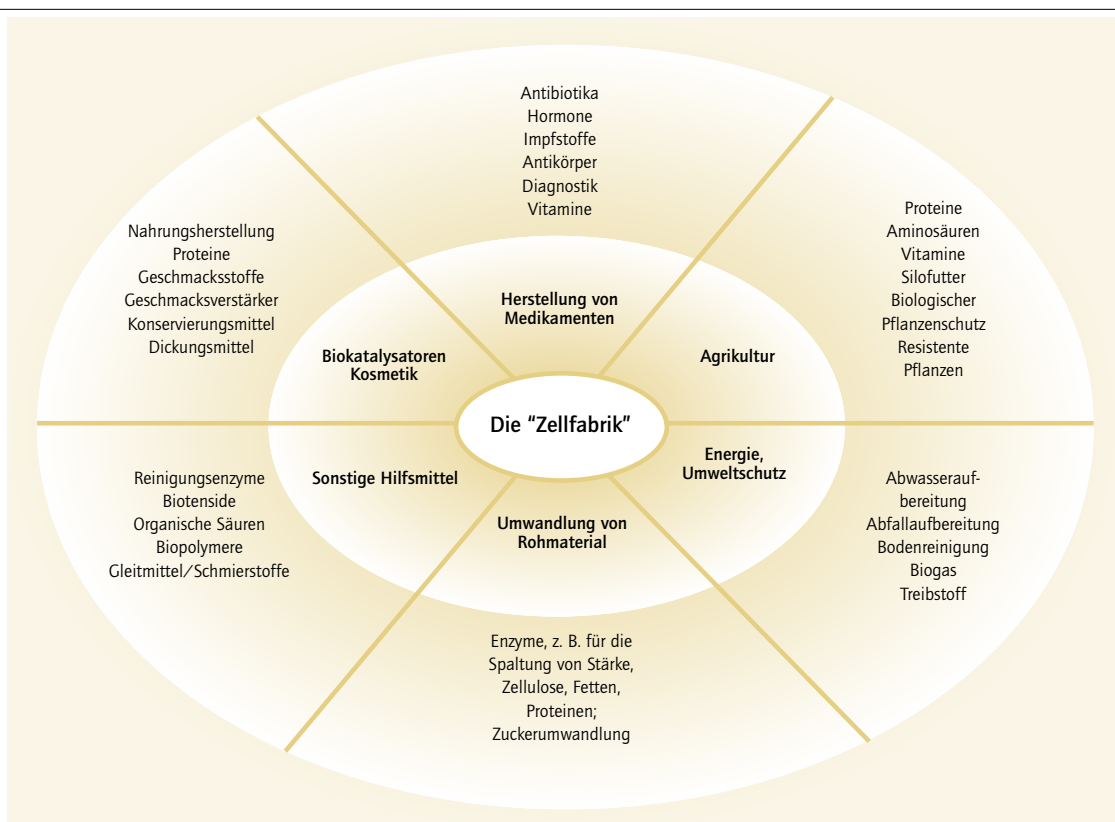 Antibiotika
Hormone
Impfstoffe
Antikörper
Diagnostik
Vitamine
Herstellung von
Medikamenten
Proteine
Aminosäuren
Vitamine
Silofutter
Biologischer
Pflanzenschutz
Resistente
Pflanzen
Agrikultur
Nahrungsherstellung
Proteine
Geschmacksstoffe
Geschmacksverstärker
Konservierungsmittel
Dickungsmittel
Biokatalysatoren
Kosmetik
Die "Zellfabrik"
Reinigungsenzyme
Biotenside
Organische Säuren
Biopolymere
Gleitmittel/Schmierstoffe
Sonstige Hilfsmittel
Umwandlung von
Rohmaterial
Enzyme, z. B. für die
Spaltung von Stärke,
Zellulose, Fetten,
Proteinen;
Zuckerumwandlung
Energie,
Umweltschutz
Abwasserauf-
bereitung
Abfallaufbereitung
Bodenreinigung
Biogas
Treibstoff